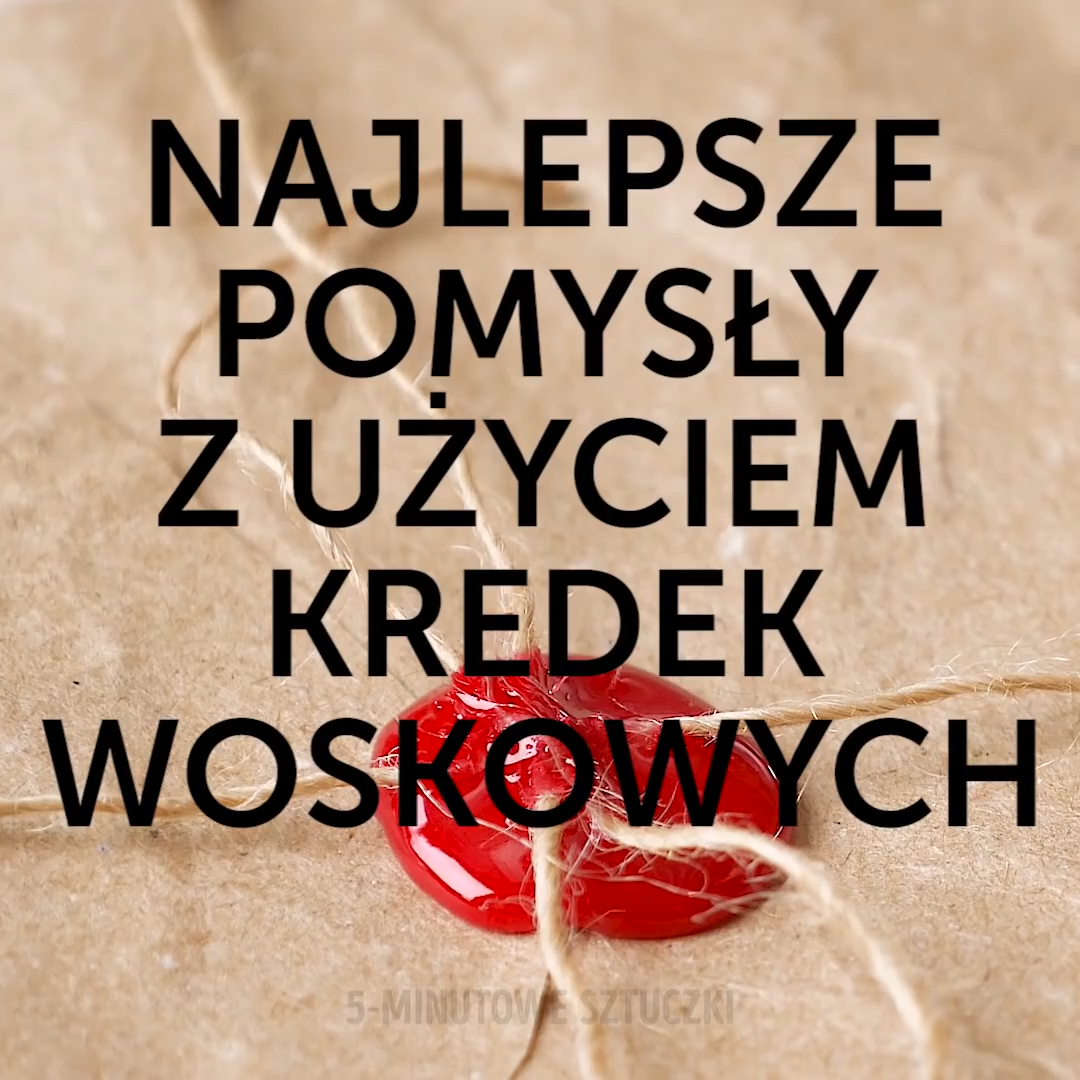 NAJLEPSZE
POMYSŁY
Z UŻYCIEM
KREDEK
WOSKOWYCH
5-MINUTOWE SZTUCZKI